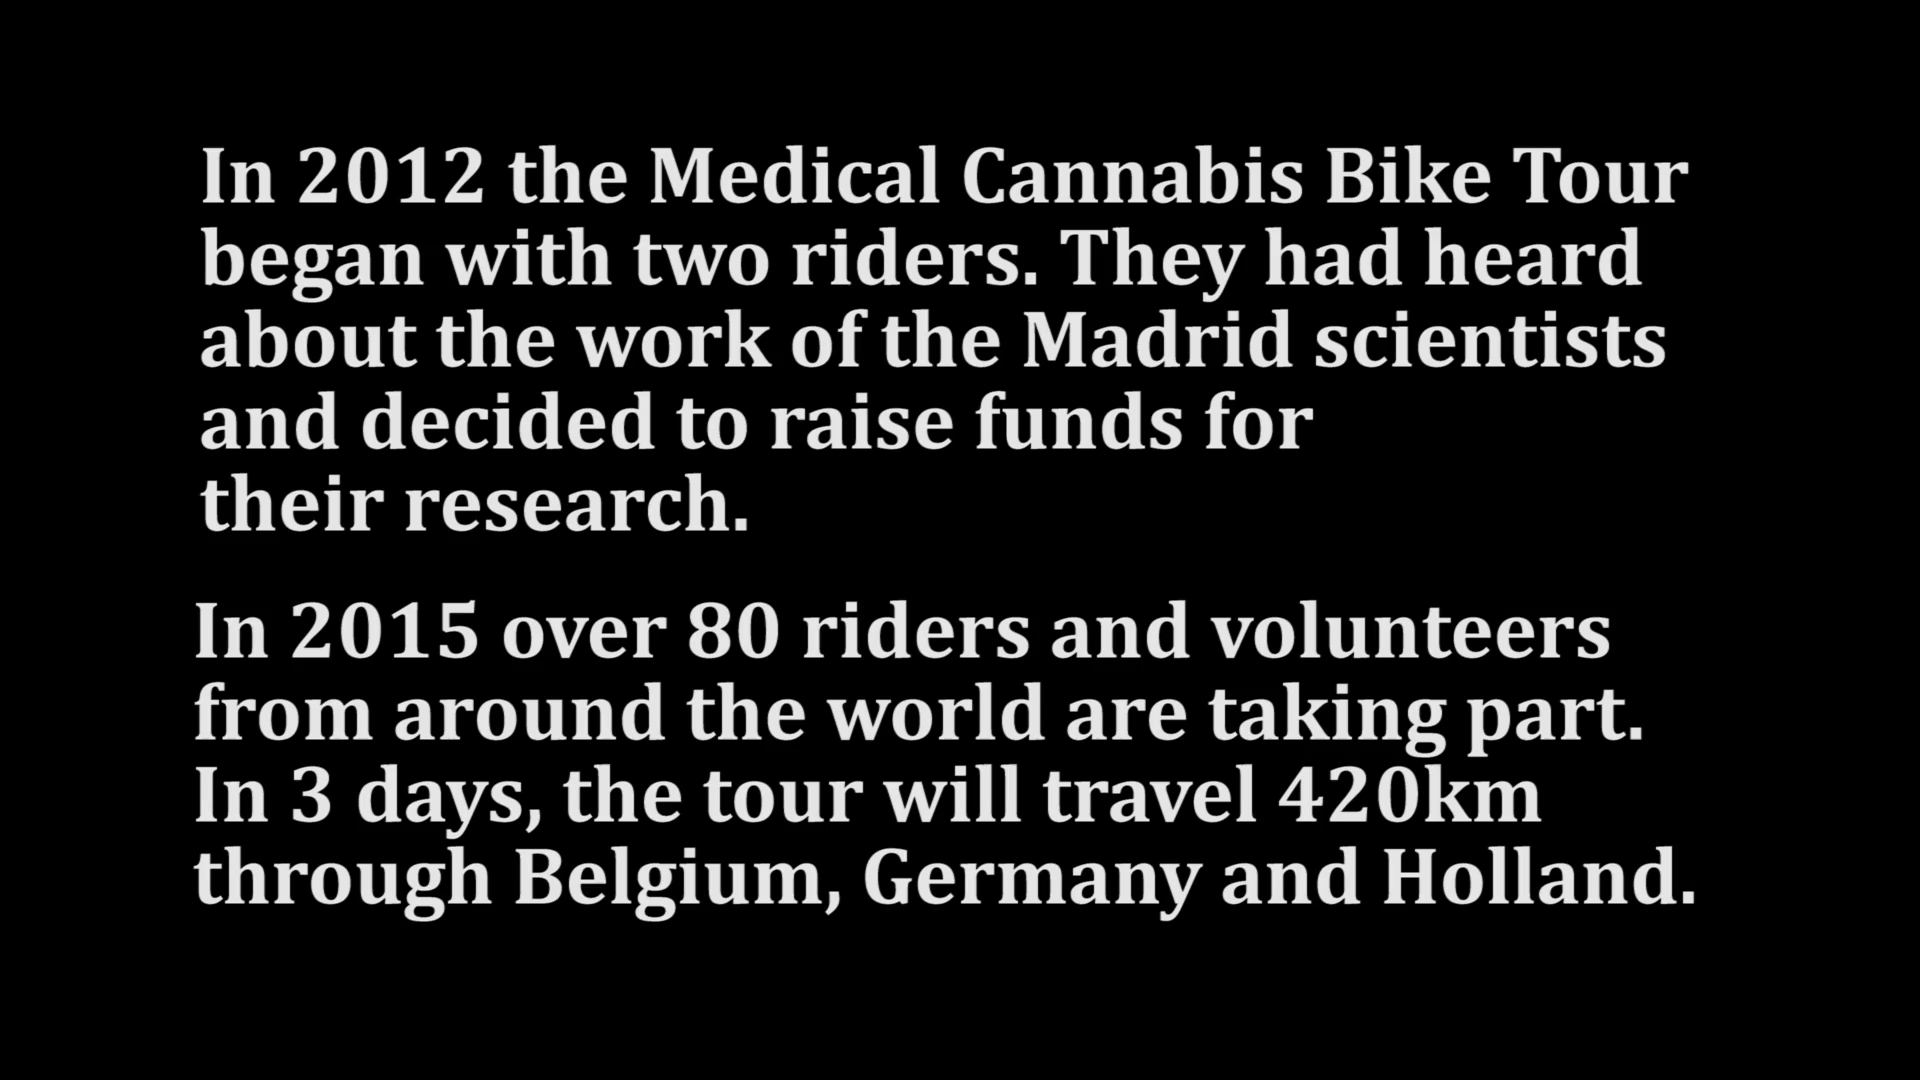 In 2012 the Medical Cannabis Bike Tour
began with two riders. They had heard
about the work of the Madrid scientists
and decided to raise funds for
their research.
In 2015 over 80 riders and volunteers
from around the world are taking part.
In 3 days, the tour will travel 420km
through Belgium, Germany and Holland.